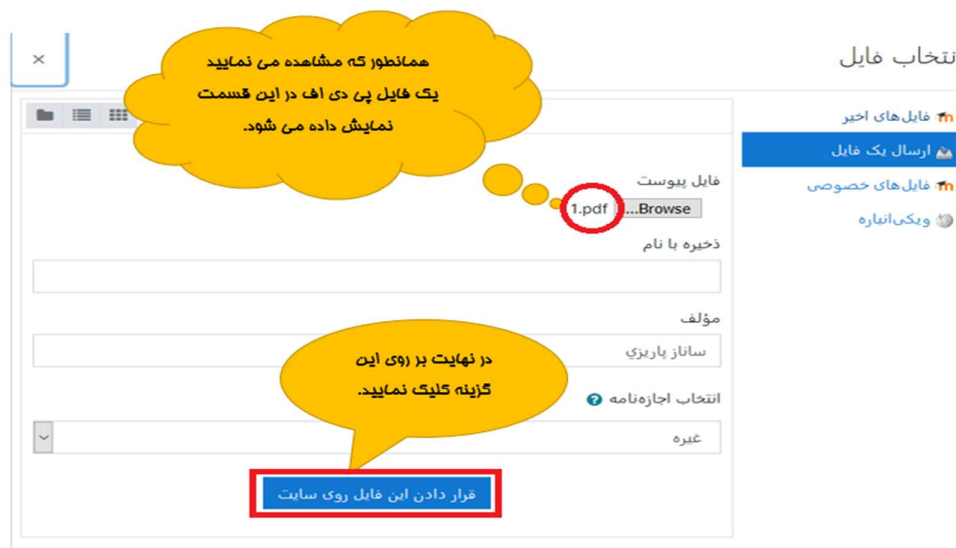 انتخاب فایل
×
فایل‌های اخیر
ارسال یک فایل
فایل‌های خصوصی
ویکی‌انباره
همانطور که مشاهده می نمایید
یک فایل پی دی اف در این قسمت
نمایش داده می شود.
فایل پیوست
Browse... 1.pdf
ذخیره با نام
مؤلف
ساناز پاریزي
در نهایت بر روی این
گزینه کلیک نمایید.
انتخاب اجازه‌نامه
غیره
قرار دادن این فایل روی سایت